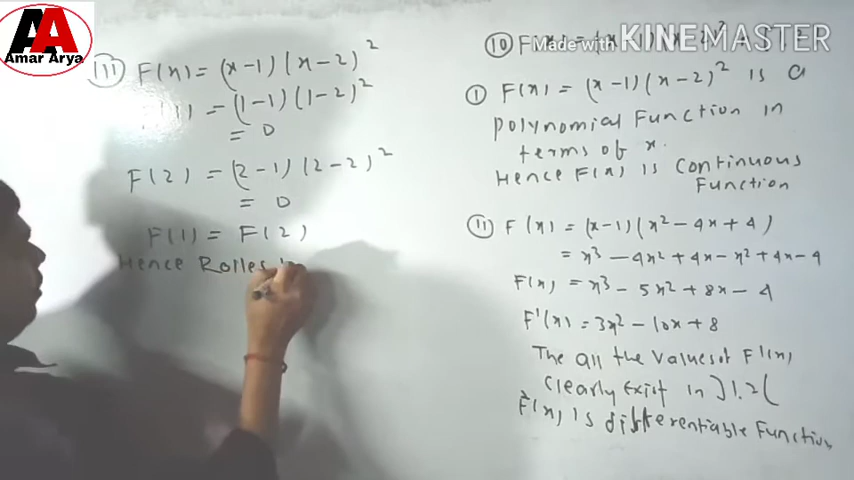 AA
Amar Arya
Made with KINEMASTER
(III) F(x) = (x-1) (x-2)²
= (1-1) (1-2)²
= 0
F(2) = (2-1) (2-2)²
= 0
F(1) = F(2)
Hence Rolles
(10) F(x) =
(I) F(x) = (x-1) (x-2)² is a
polynomial Function in
terms of x.
Hence F(x) is Continuous
Function
(II) F(x) = (x-1) (x² - 4x + 4)
= x³ - 4x² + 4x - x² + 4x - 4
F(x) = x³ - 5x² + 8x - 4
F'(x) = 3x² - 10x + 8
The all the values of F'(x)
Clearly Exist in ]1.2[
F(x) is differentiable Function